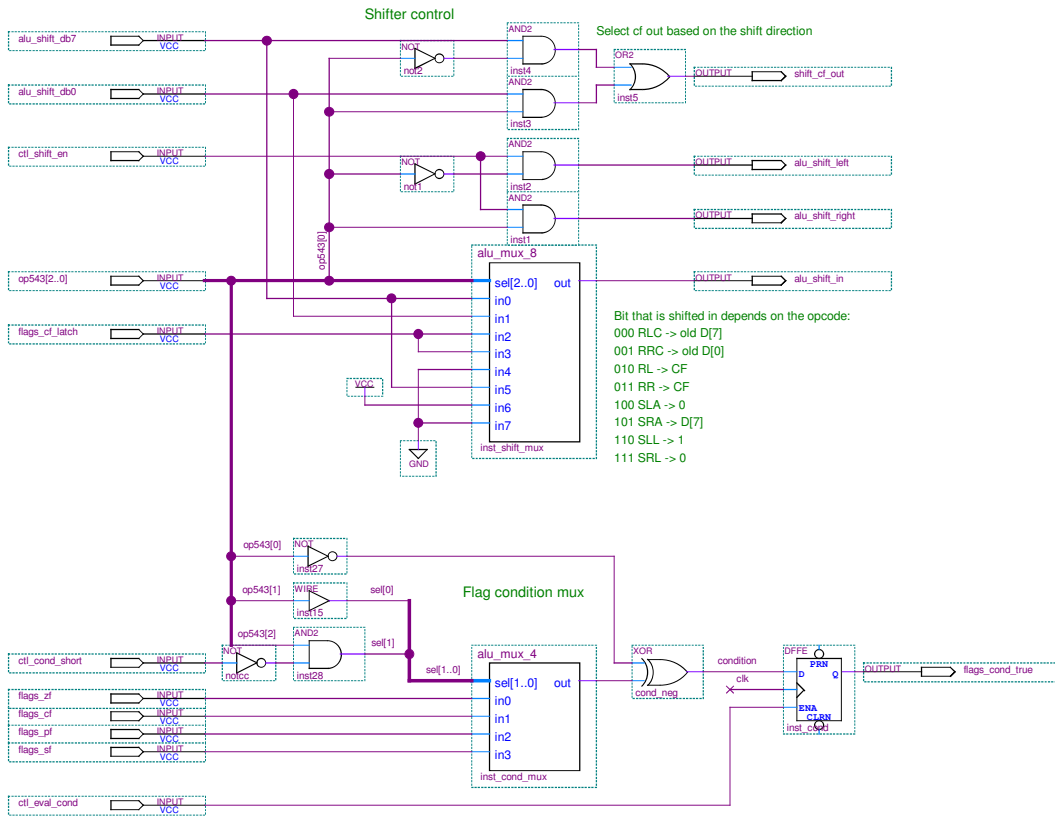 Shifter control
alu_shift_db7
INPUT
VCC
NOT
not2
AND2
inst4
Select cf out based on the shift direction
OR2
inst5
OUTPUT
shift_cf_out
alu_shift_db0
INPUT
VCC
AND2
inst3
ctl_shift_en
INPUT
VCC
NOT
not1
AND2
inst2
OUTPUT
alu_shift_left
AND2
inst1
OUTPUT
alu_shift_right
op543[0]
op543[2..0]
INPUT
VCC
alu_mux_8
sel[2..0]
out
in0
in1
in2
in3
in4
in5
in6
in7
inst_shift_mux
OUTPUT
alu_shift_in
flags_cf_latch
INPUT
VCC
VCC
GND
Bit that is shifted in depends on the opcode:
000 RLC -> old D[7]
001 RRC -> old D[0]
010 RL -> CF
011 RR -> CF
100 SLA -> 0
101 SRA -> D[7]
110 SLL -> 1
111 SRL -> 0
op543[0]
NOT
inst27
op543[1]
WIRE
inst15
sel[0]
Flag condition mux
op543[2]
AND2
inst28
sel[1]
sel[1..0]
ctl_cond_short
INPUT
VCC
NOT
notcc
alu_mux_4
sel[1..0]
out
in0
in1
in2
in3
inst_cond_mux
XOR
cond_neg
condition
clk
DFFE
PRN
D
Q
ENA
CLRN
inst_cond
OUTPUT
flags_cond_true
flags_zf
INPUT
VCC
flags_cf
INPUT
VCC
flags_pf
INPUT
VCC
flags_sf
INPUT
VCC
ctl_eval_cond
INPUT
VCC